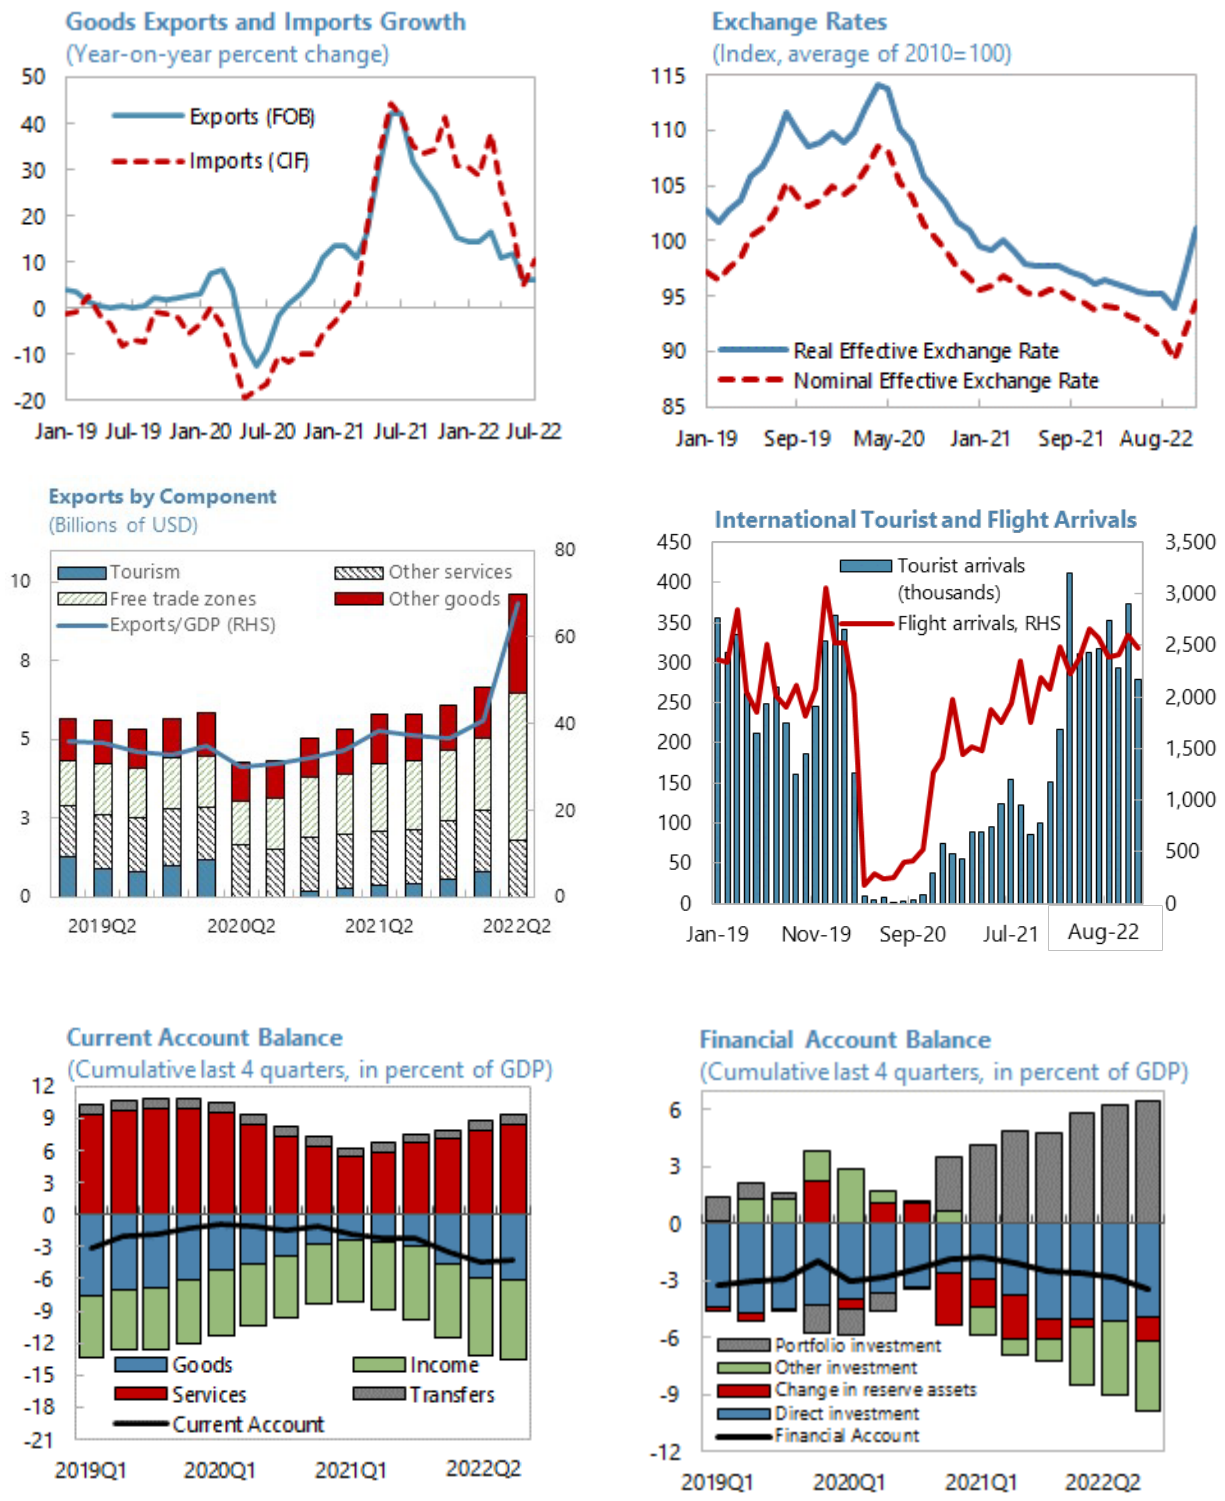 Goods Exports and Imports Growth
(Year-on-year percent change)
50
40
30
20
10
0
-10
-20
Exports (FOB)
Imports (CIF)
Jan-19 Jul-19 Jan-20 Jul-20 Jan-21 Jul-21 Jan-22 Jul-22
Exchange Rates
(Index, average of 2010=100)
115
110
105
100
95
90
85
Real Effective Exchange Rate
Nominal Effective Exchange Rate
Jan-19 Sep-19 May-20 Jan-21 Sep-21 Aug-22
Exports by Component
(Billions of USD)
10
8
5
3
0
80
60
40
20
0
Tourism
Other services
Free trade zones
Other goods
Exports/GDP (RHS)
2019Q2 2020Q2 2021Q2 2022Q2
International Tourist and Flight Arrivals
450
400
350
300
250
200
150
100
50
0
3,500
3,000
2,500
2,000
1,500
1,000
500
0
Tourist arrivals
(thousands)
Flight arrivals, RHS
Jan-19 Nov-19 Sep-20 Jul-21 Aug-22
Current Account Balance
(Cumulative last 4 quarters, in percent of GDP)
12
9
6
3
0
-3
-6
-9
-12
-15
-18
-21
Goods
Income
Services
Transfers
Current Account
2019Q1 2020Q1 2021Q1 2022Q2
Financial Account Balance
(Cumulative last 4 quarters, in percent of GDP)
6
3
0
-3
-6
-9
-12
Portfolio investment
Other investment
Change in reserve assets
Direct investment
Financial Account
2019Q1 2020Q1 2021Q1 2022Q2